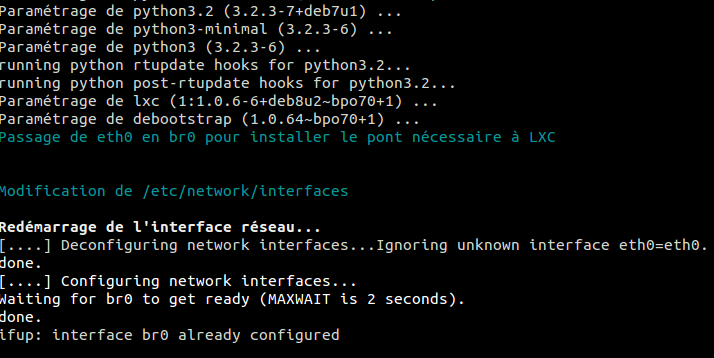 Paramétrage de python3.2 (3.2.3-7+deb7u1) ...
Paramétrage de python3-minimal (3.2.3-6) ...
Paramétrage de python3 (3.2.3-6) ...
running python rtupdate hooks for python3.2...
running python post-rtupdate hooks for python3.2...
Paramétrage de lxc (1:1.0.6-6+deb8u2~bpo70+1) ...
Paramétrage de debootstrap (1.0.64~bpo70+1) ...
Passage de eth0 en br0 pour installer le pont nécessaire à LXC
Modification de /etc/network/interfaces
Redémarrage de l'interface réseau...
[....] Deconfiguring network interfaces...Ignoring unknown interface eth0=eth0.
done.
[....] Configuring network interfaces...
Waiting for br0 to get ready (MAXWAIT is 2 seconds).
done.
ifup: interface br0 already configured